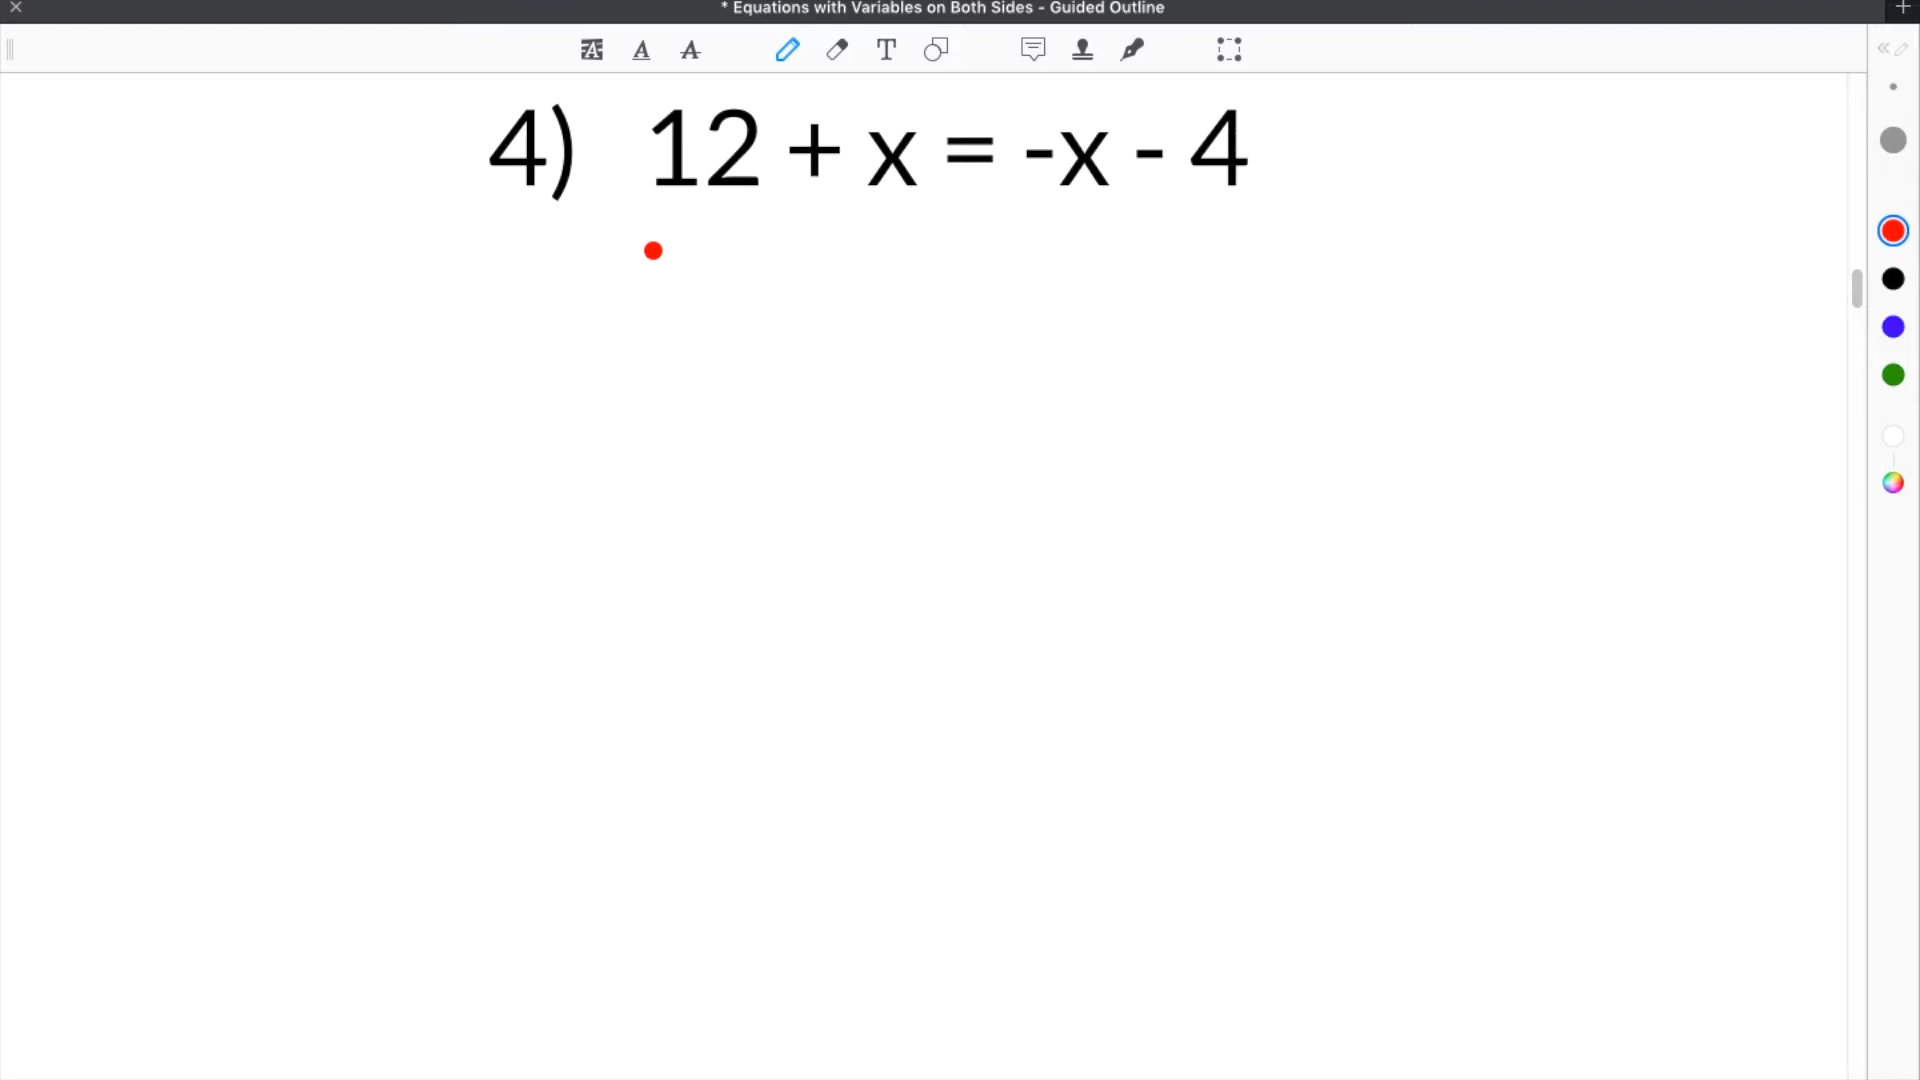 * Equations with Variables on Both Sides - Guided Outline
A A A T
4) 12 + x = -x - 4